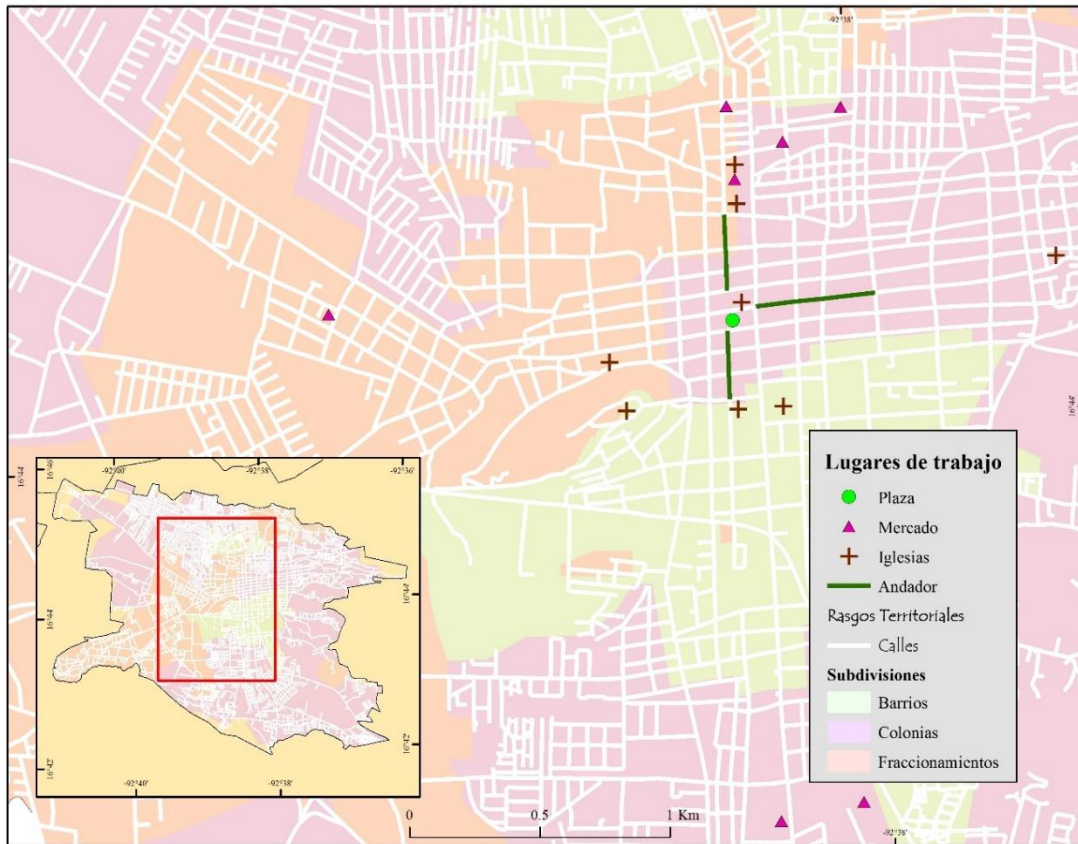 -92°38'
16°44'
16°44'
Lugares de trabajo
Plaza
Mercado
Iglesias
Andador
Rasgos Territoriales
Calles
Subdivisiones
Barrios
Colonias
Fraccionamientos
-92°40'
-92°38'
-92°36'
16°46'
16°44'
16°44'
16°42'
16°42'
-92°40'
-92°38'
0 0.5 1 Km
-92°38'